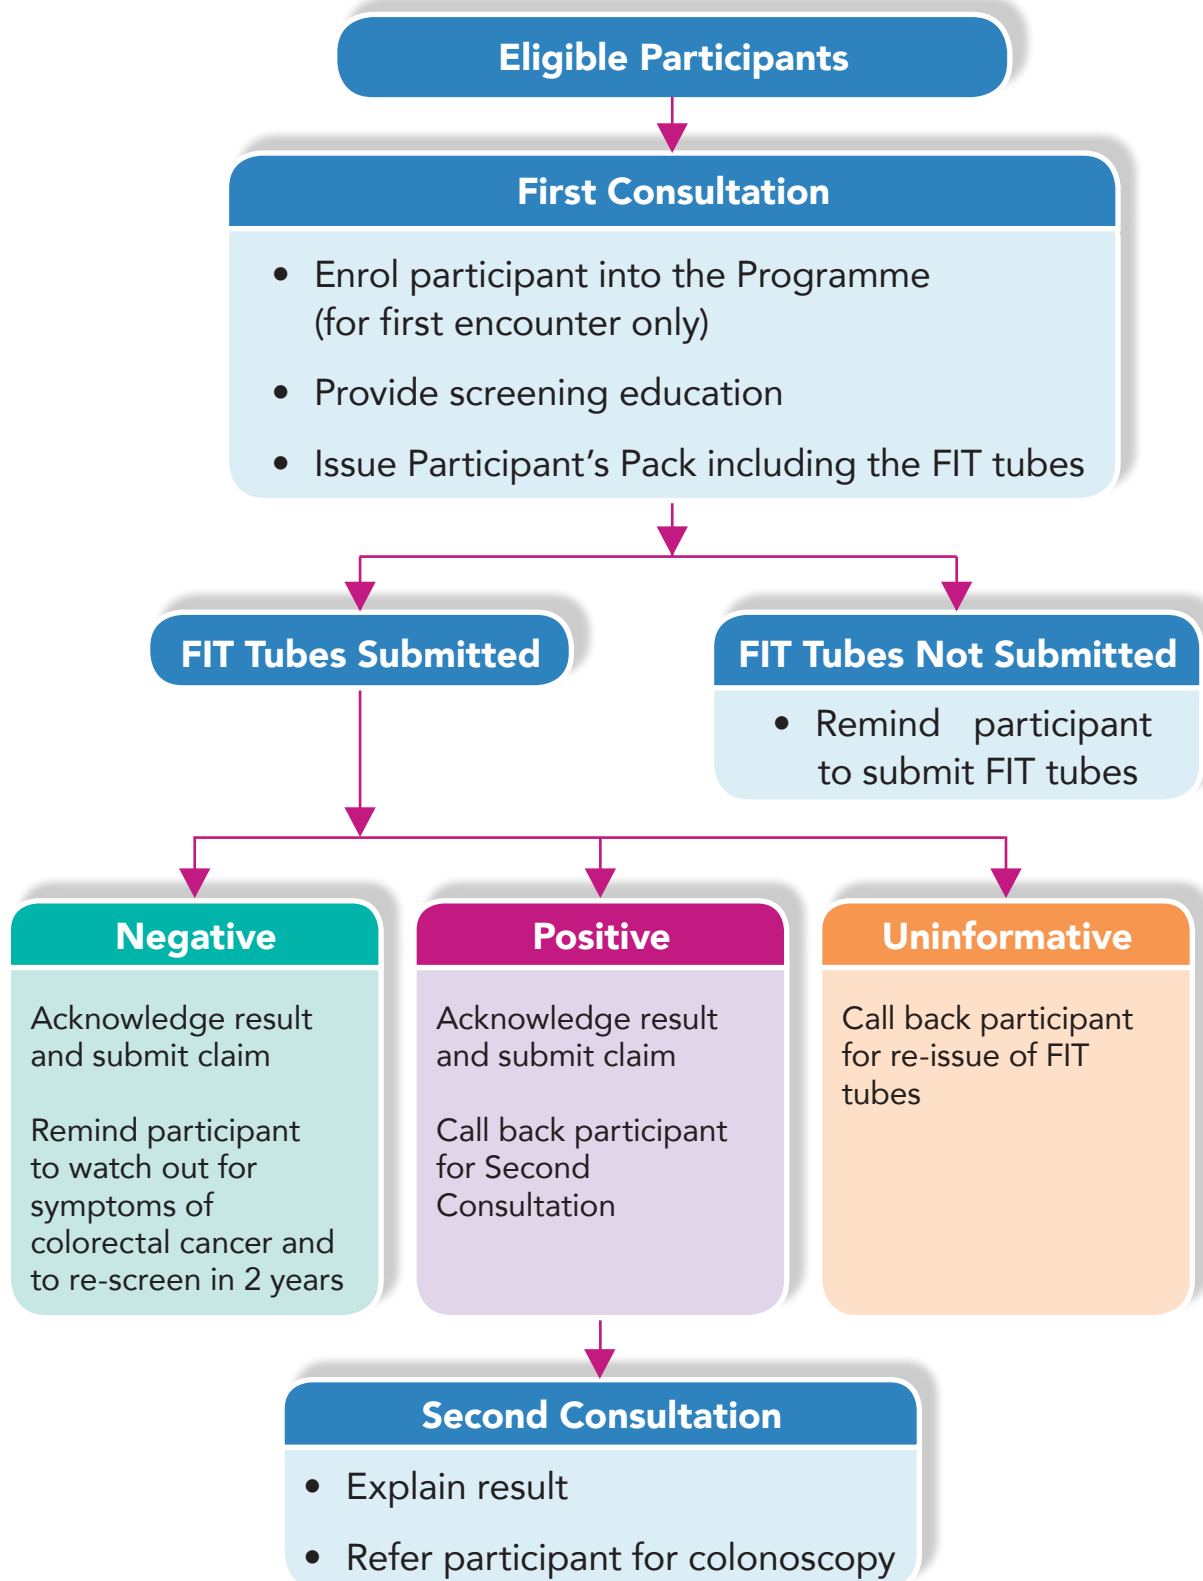 Eligible Participants
First Consultation
• Enrol participant into the Programme
(for first encounter only)
• Provide screening education
• Issue Participant's Pack including the FIT tubes
FIT Tubes Submitted
FIT Tubes Not Submitted
• Remind participant
to submit FIT tubes
Negative
Acknowledge result
and submit claim
Remind participant
to watch out for
symptoms of
colorectal cancer and
to re-screen in 2 years
Positive
Acknowledge result
and submit claim
Call back participant
for Second
Consultation
Uninformative
Call back participant
for re-issue of FIT
tubes
Second Consultation
• Explain result
• Refer participant for colonoscopy